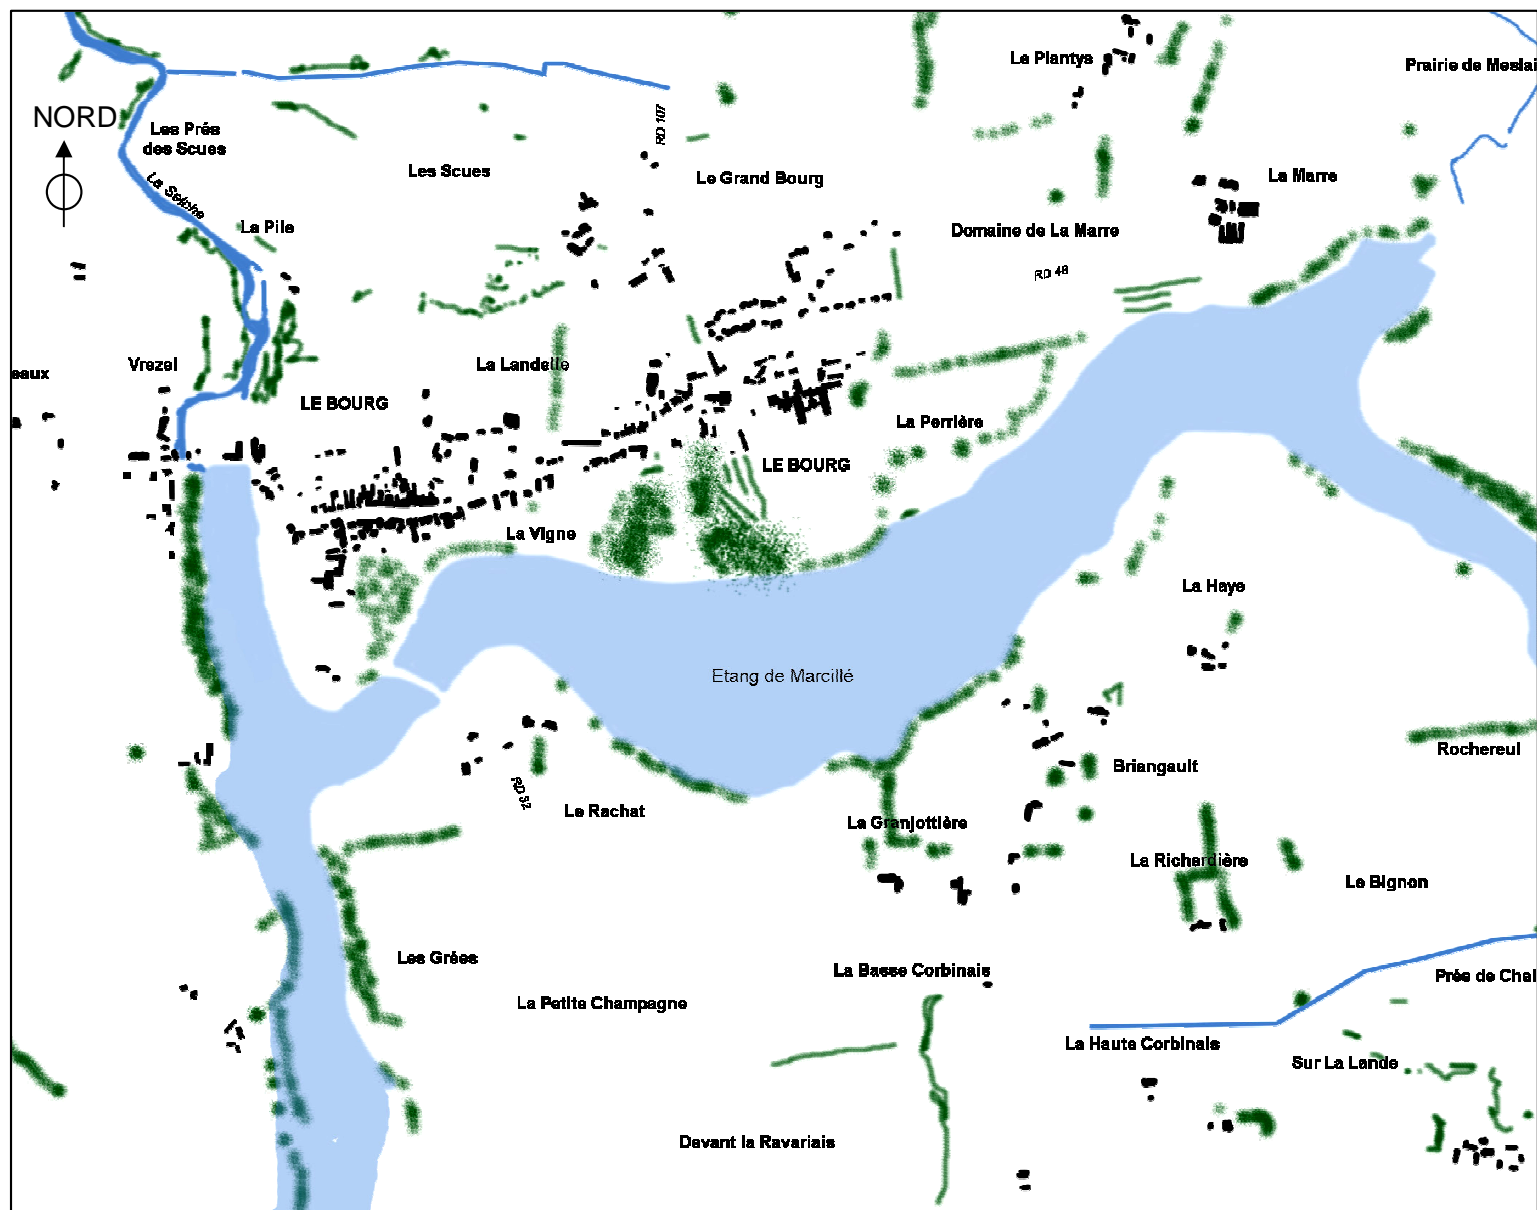 Le Plantys
Prairie de Meslai
NORD
RD 107
Les Prés
des Scues
Les Scues
Le Grand Bourg
La Marre
La Seiche
La Pile
Domaine de La Marre
RD 48
Vrezel
La Landelle
eaux
LE BOURG
La Perrière
LE BOURG
La Vigne
La Haye
Etang de Marcillé
Rochereul
Briangault
RD 32
Le Rachat
La Granjottière
La Richardière
Le Bignon
Les Grées
La Basse Corbinais
Prés de Chal
La Petite Champagne
La Haute Corbinais
Sur La Lande
Devant la Ravariais